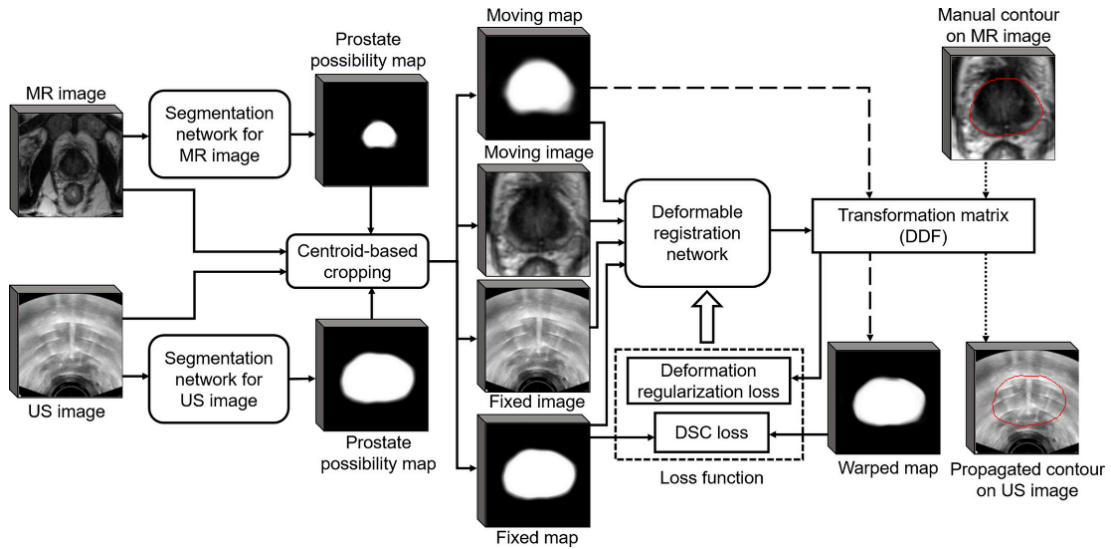 MR image
Segmentation
network for
MR image
Prostate
possibility map
Centroid-based
cropping
US image
Segmentation
network for
US image
Prostate
possibility map
Moving map
Moving image
Fixed image
Fixed map
Deformable
registration
network
Deformation
regularization loss
DSC loss
Loss function
Manual contour
on MR image
Transformation matrix
(DDF)
Warped map
Propagated contour
on US image